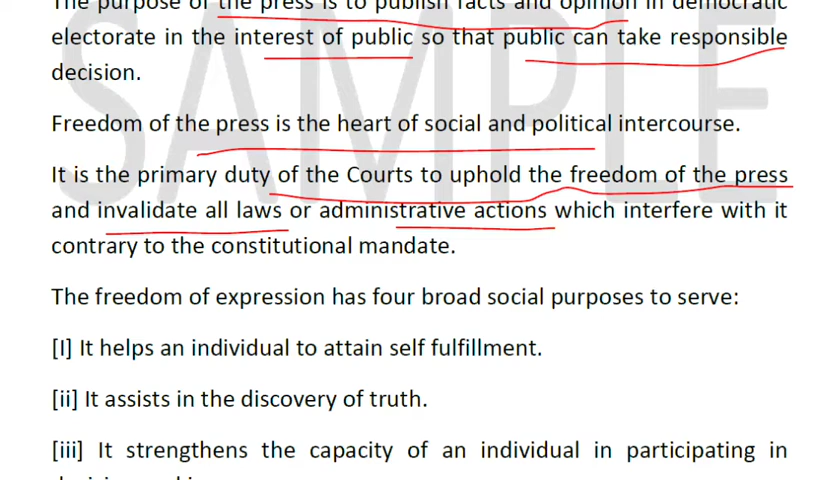 The purpose of the press is to publish facts and opinion in democratic
electorate in the interest of public so that public can take responsible
decision.
Freedom of the press is the heart of social and political intercourse.
It is the primary duty of the Courts to uphold the freedom of the press
and invalidate all laws or administrative actions which interfere with it
contrary to the constitutional mandate.
The freedom of expression has four broad social purposes to serve:
[I] It helps an individual to attain self fulfillment.
[ii] It assists in the discovery of truth.
[iii] It strengthens the capacity of an individual in participating in
SAMPLE